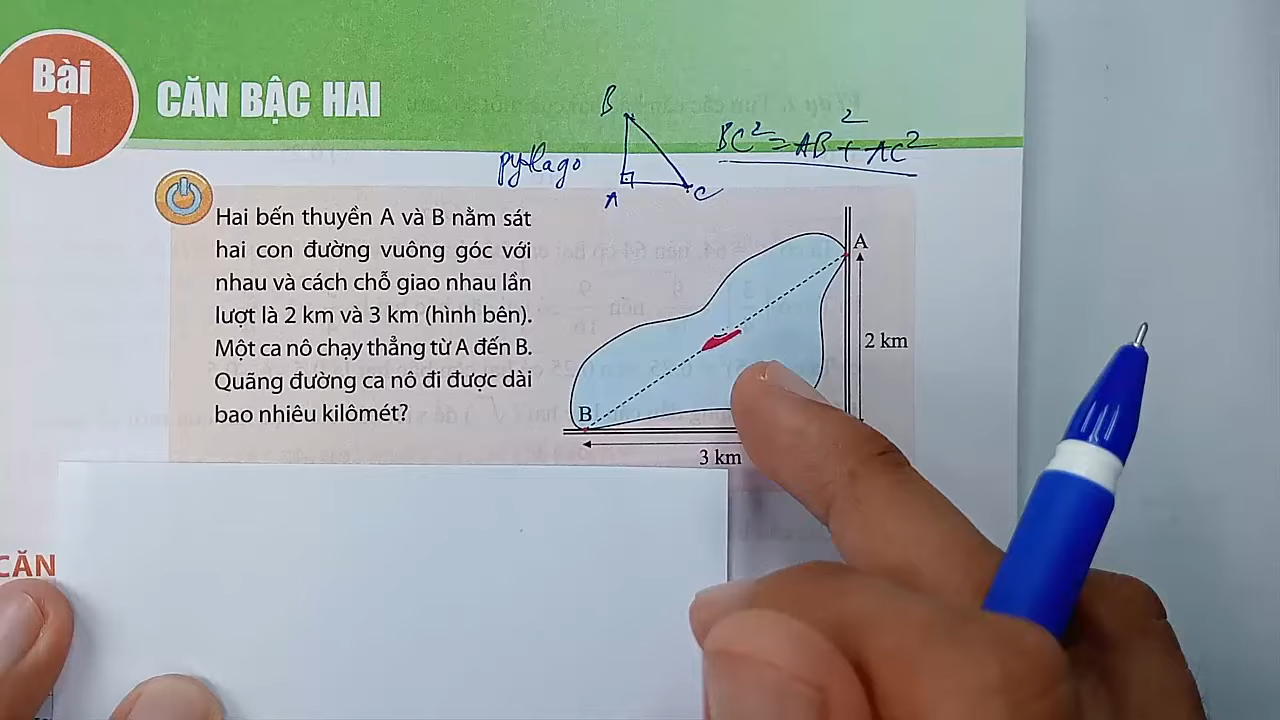 Bài
1
CĂN BẬC HAI
B
pytago
A
C
BC² = AB² + AC²
Hai bến thuyền A và B nằm sát
hai con đường vuông góc với
nhau và cách chỗ giao nhau lần
lượt là 2 km và 3 km (hình bên).
Một ca nô chạy thẳng từ A đến B.
Quãng đường ca nô đi được dài
bao nhiêu kilômét?
A
2 km
B
3 km
CĂN